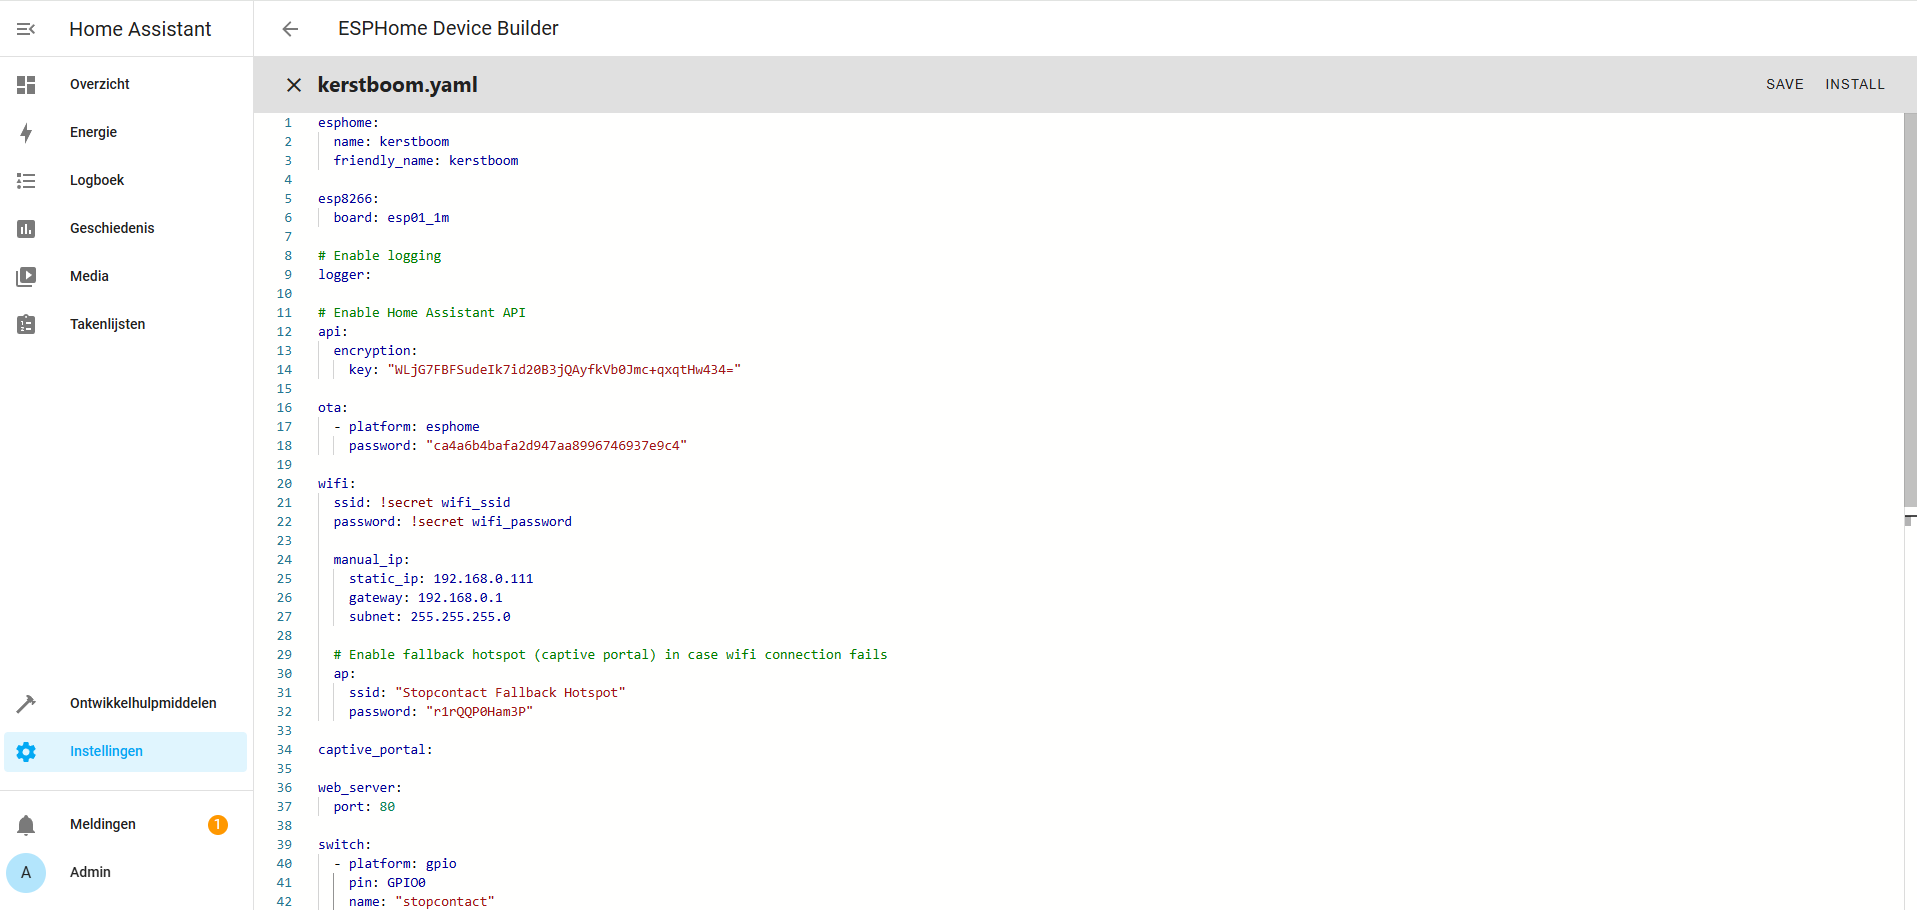 Home Assistant
Overzicht
Energie
Logboek
Geschiedenis
Media
Takenlijsten
Ontwikkelhulpmiddelen
Instellingen
Meldingen
1
A
Admin
ESPHome Device Builder
kerstboom.yaml
SAVE
INSTALL
1 esphome:
2   name: kerstboom
3   friendly_name: kerstboom
4
5 esp8266:
6   board: esp01_1m
7
8 # Enable logging
9 logger:
10
11 # Enable Home Assistant API
12 api:
13   encryption:
14     key: "WLjG7FBFSudeIk7id20B3jQAyfkVb0Jmc+qxqtHw434="
15
16 ota:
17   - platform: esphome
18     password: "ca4a6b4bafa2d947aa8996746937e9c4"
19
20 wifi:
21   ssid: !secret wifi_ssid
22   password: !secret wifi_password
23
24   manual_ip:
25     static_ip: 192.168.0.111
26     gateway: 192.168.0.1
27     subnet: 255.255.255.0
28
29   # Enable fallback hotspot (captive portal) in case wifi connection fails
30   ap:
31     ssid: "Stopcontact Fallback Hotspot"
32     password: "r1rQQP0Ham3P"
33
34 captive_portal:
35
36 web_server:
37   port: 80
38
39 switch:
40   - platform: gpio
41     pin: GPIO0
42     name: "stopcontact"